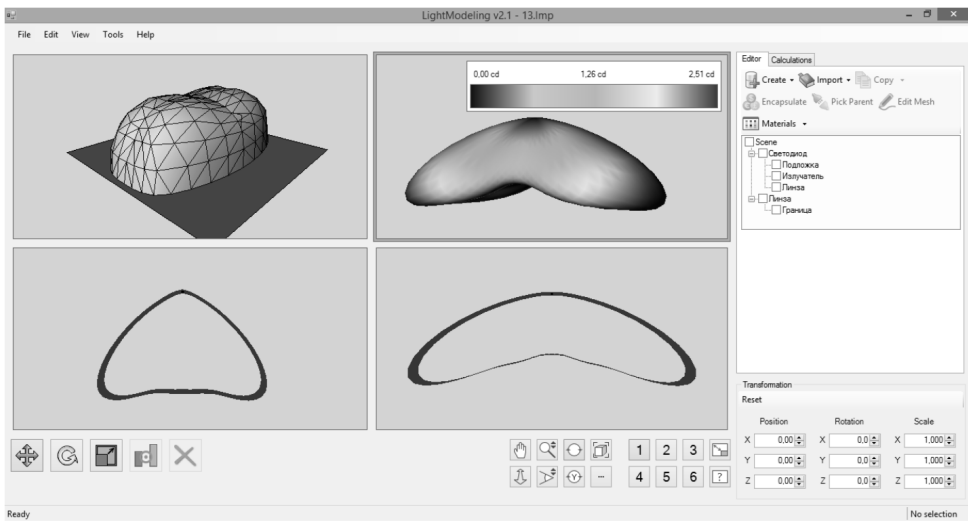 LightModeling v2.1 - 13.lmp
File Edit View Tools Help
0,00 cd 1,26 cd 2,51 cd
Editor Calculations
Create Import Copy
Encapsulate Pick Parent Edit Mesh
Materials
Scene
Светодиод
Подложка
Излучатель
Линза
Линза
Граница
Transformation
Reset
Position Rotation Scale
X 0,00 X 0,0 X 1,000
Y 0,00 Y 0,0 Y 1,000
Z 0,00 Z 0,0 Z 1,000
1 2 3
Y ... 4 5 6 ?
Ready No selection